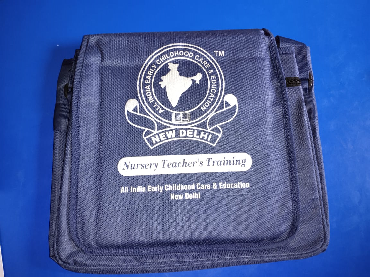 ALL INDIA EARLY CHILDHOOD CARE & EDUCATION
TM
NEW DELHI
Nursery Teacher's Training
All India Early Childhood Care & Education
New Delhi